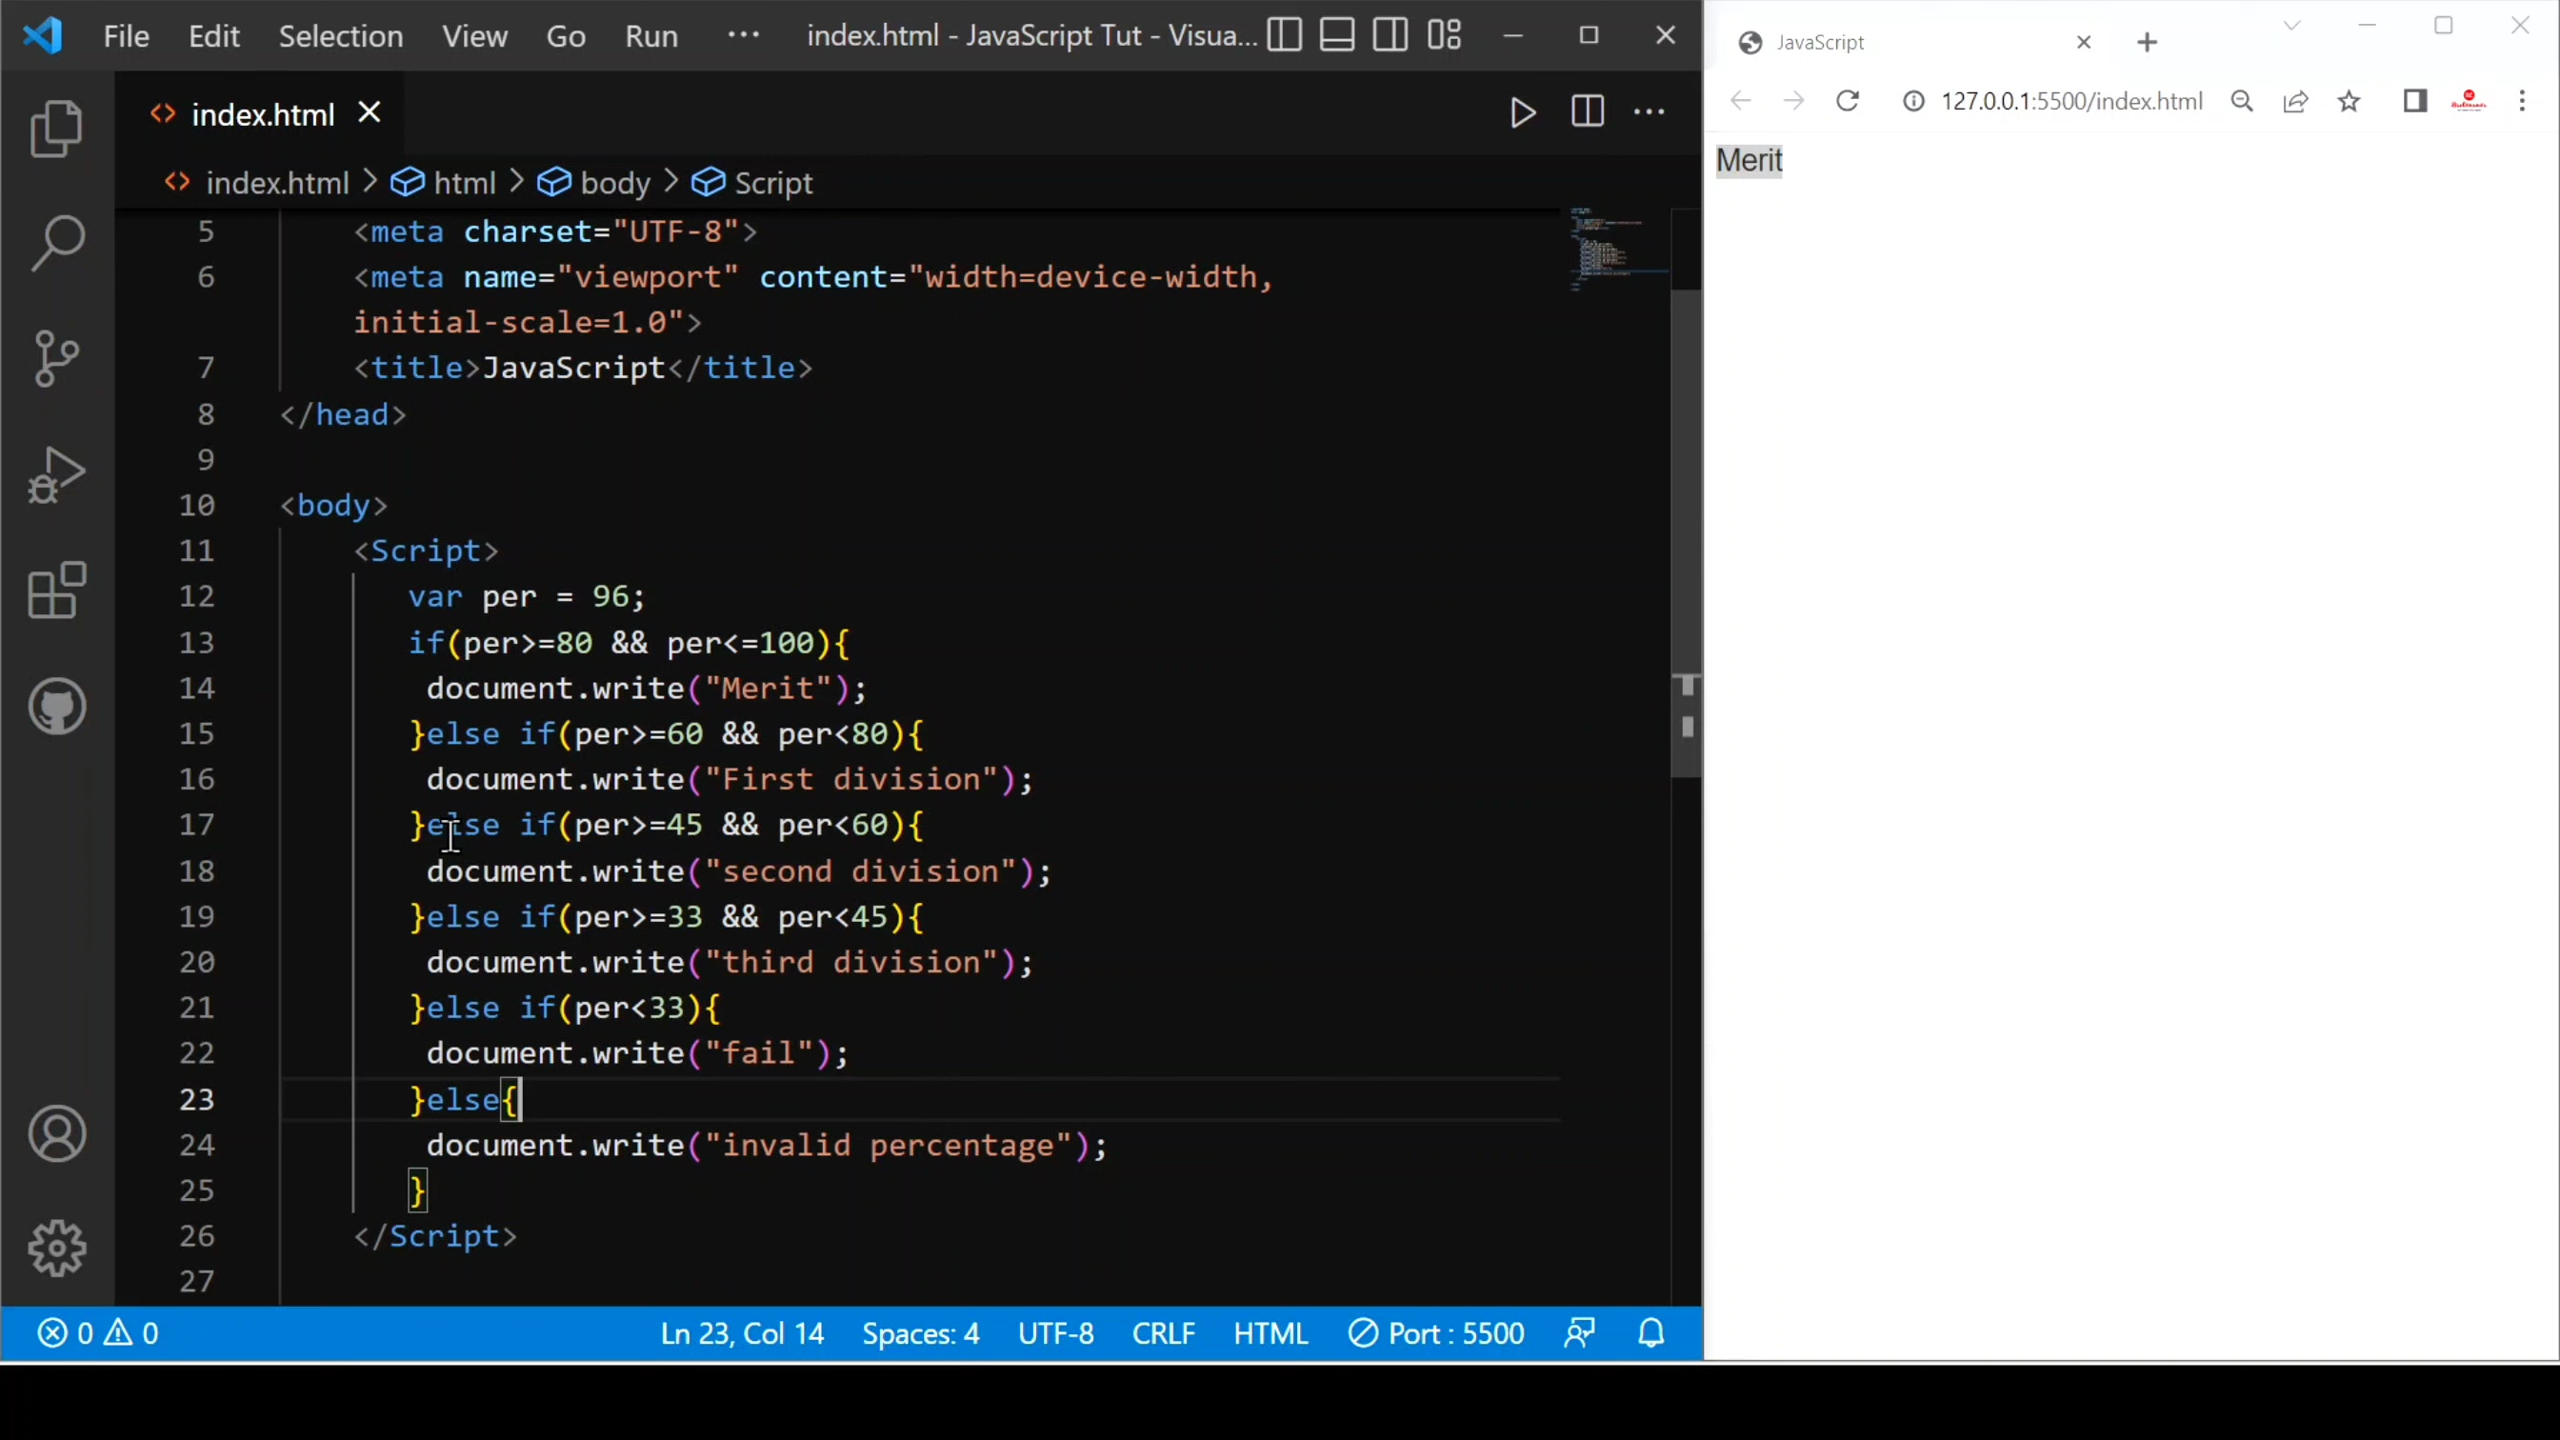 File Edit Selection View Go Run ··· index.html - JavaScript Tut - Visua...
index.html
index.html > html > body > Script
5 <meta charset="UTF-8">
6 <meta name="viewport" content="width=device-width,
initial-scale=1.0">
7 <title>JavaScript</title>
8 </head>
9
10 <body>
11 <Script>
12 var per = 96;
13 if(per>=80 && per<=100){
14 document.write("Merit");
15 }else if(per>=60 && per<80){
16 document.write("First division");
17 }else if(per>=45 && per<60){
18 document.write("second division");
19 }else if(per>=33 && per<45){
20 document.write("third division");
21 }else if(per<33){
22 document.write("fail");
23 }else{
24 document.write("invalid percentage");
25 }
26 </Script>
27
0 0 Ln 23, Col 14 Spaces: 4 UTF-8 CRLF HTML Port : 5500
JavaScript
127.0.0.1:5500/index.html
Merit